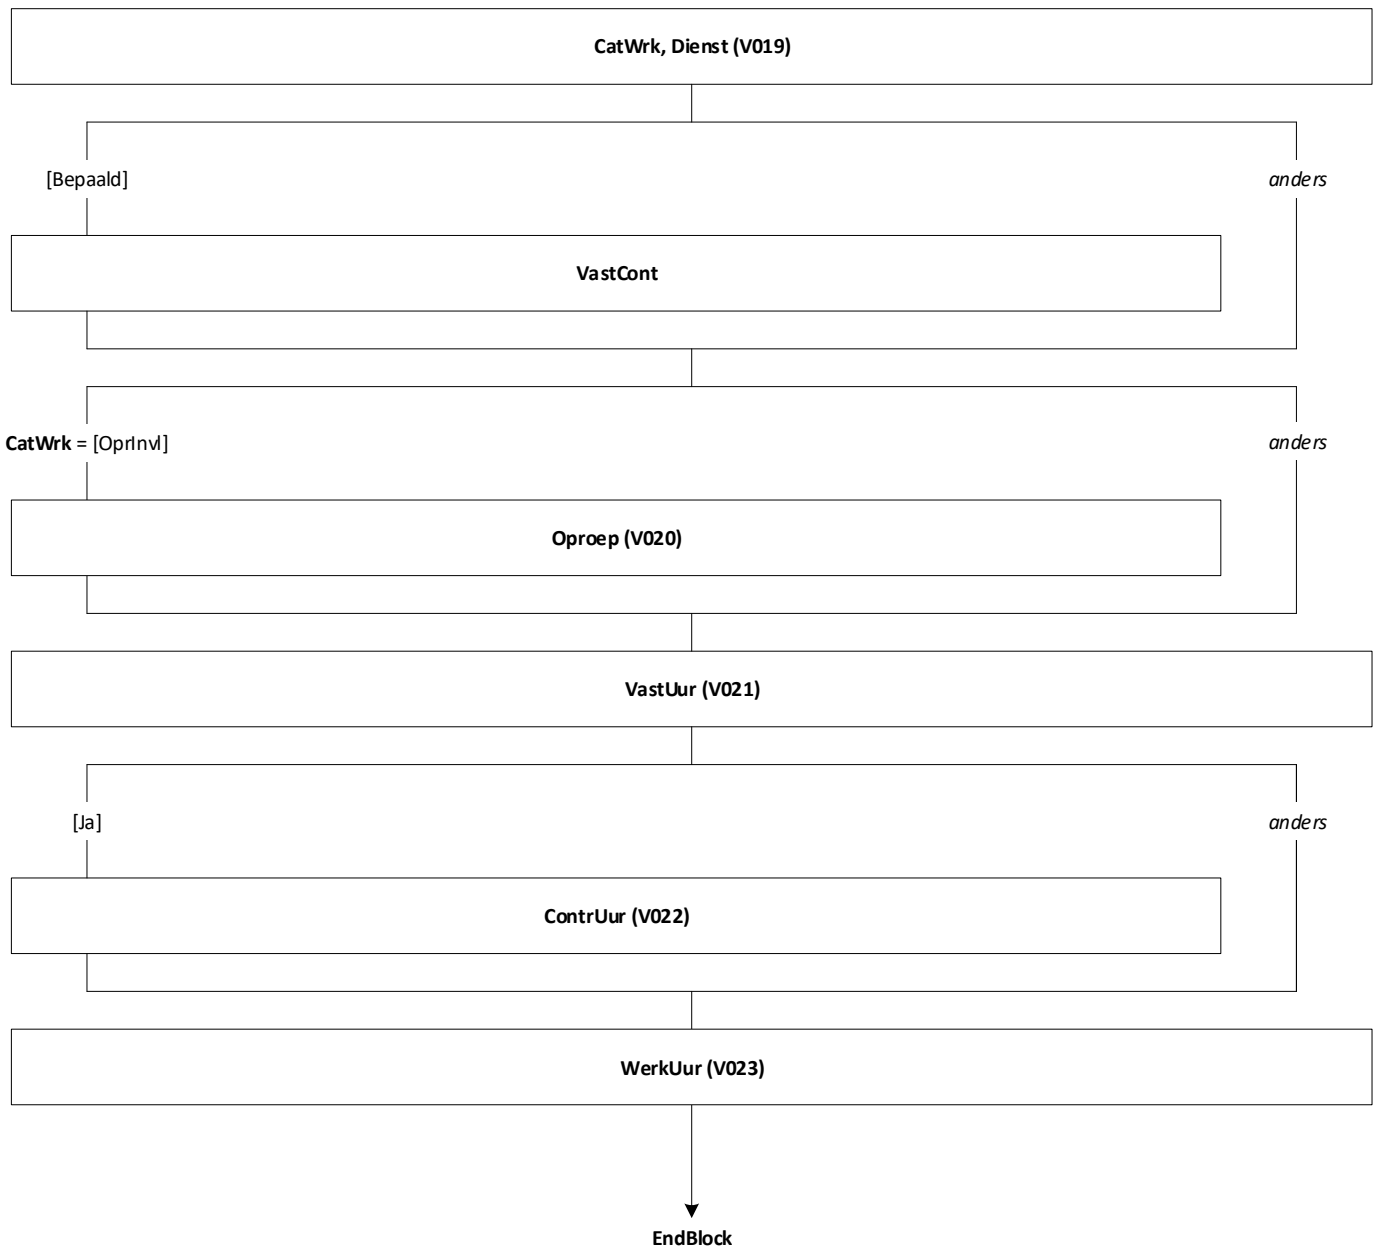 CatWrk, Dienst (V019)
[Bepaald]
anders
VastCont
CatWrk = [OprInvl]
anders
Oproep (V020)
VastUur (V021)
[Ja]
anders
ContrUur (V022)
WerkUur (V023)
EndBlock